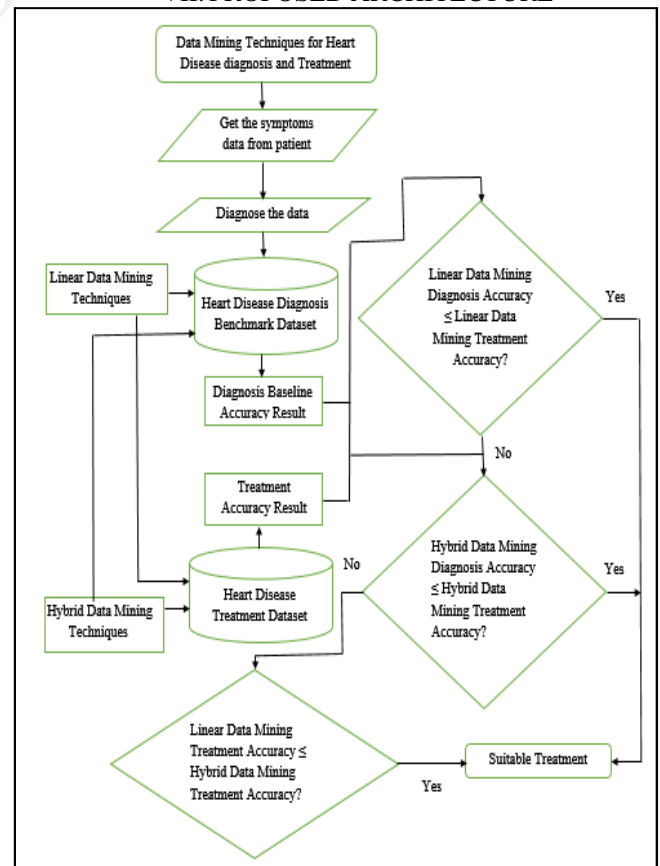 VII. PROPOSED ARCHITECTURE
Data Mining Techniques for Heart
Disease diagnosis and Treatment
Get the symptoms
data from patient
Diagnose the data
Linear Data Mining
Techniques
Heart Disease Diagnosis
Benchmark Dataset
Linear Data Mining
Diagnosis Accuracy
≤ Linear Data
Mining Treatment
Accuracy?
Yes
Diagnosis Baseline
Accuracy Result
No
Treatment
Accuracy Result
Hybrid Data Mining
Diagnosis Accuracy
≤ Hybrid Data
Mining Treatment
Accuracy?
Yes
No
Heart Disease
Treatment Dataset
Hybrid Data Mining
Techniques
Linear Data Mining
Treatment Accuracy ≤
Hybrid Data Mining
Treatment Accuracy?
Yes
Suitable Treatment